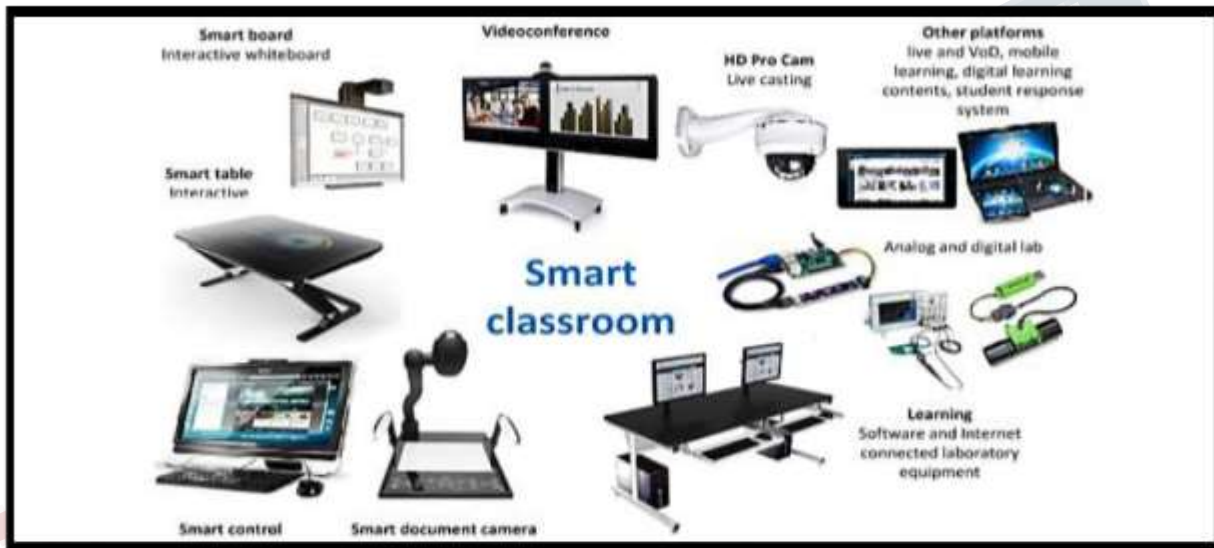 Smart board
Interactive whiteboard
Videoconference
HD Pro Cam
Live casting
Other platforms
live and VoD, mobile
learning, digital learning
contents, student response
system
Smart table
Interactive
Analog and digital lab
Smart
classroom
Learning
Software and Internet
connected laboratory
equipment
Smart control
Smart document camera